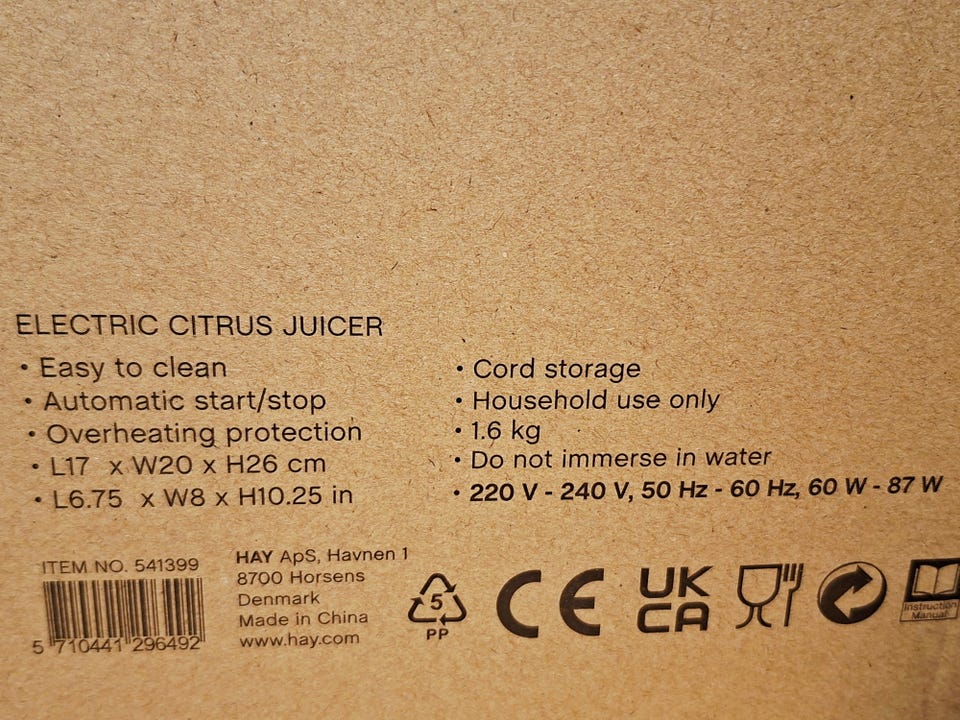 ELECTRIC CITRUS JUICER
• Easy to clean
• Automatic start/stop
• Overheating protection
• L17 x W20 x H26 cm
• L6.75 x W8 x H10.25 in
• Cord storage
• Household use only
• 1.6 kg
• Do not immerse in water
• 220 V - 240 V, 50 Hz - 60 Hz, 60 W - 87 W
ITEM NO. 541399
5 710441 296492
HAY ApS, Havnen 1
8700 Horsens
Denmark
Made in China
www.hay.com
5
PP
CE
UK
CA
Instruction
Manual